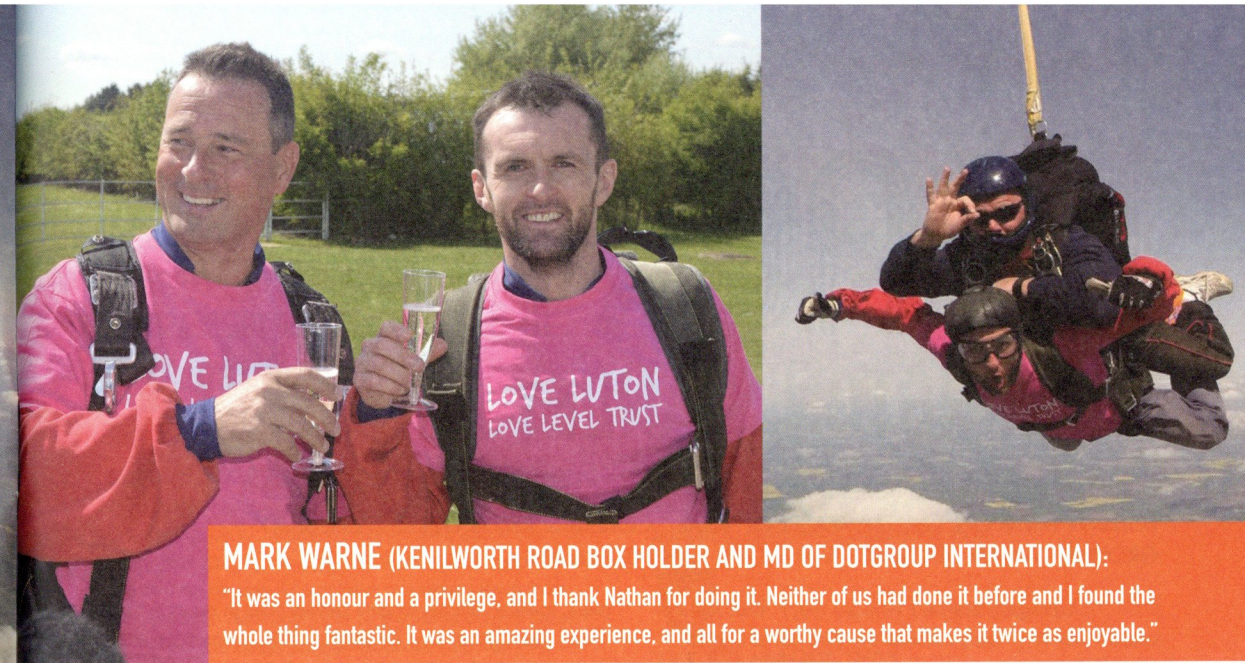 OVE LUT
LOVE LUTON
LOVE LEVEL TRUST
OVE LUTON
MARK WARNE (KENILWORTH ROAD BOX HOLDER AND MD OF DOTGROUP INTERNATIONAL):
“It was an honour and a privilege, and I thank Nathan for doing it. Neither of us had done it before and I found the
whole thing fantastic. It was an amazing experience, and all for a worthy cause that makes it twice as enjoyable.”